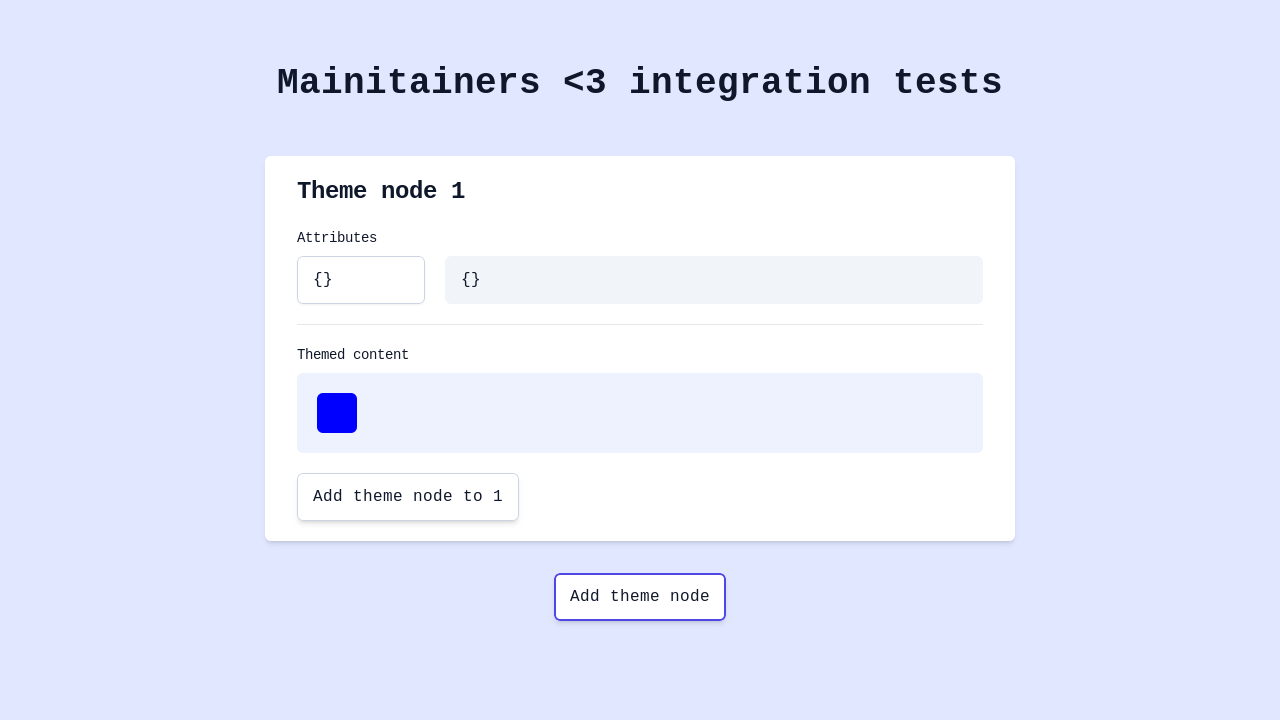 Mainitainers <3 integration tests
Theme node 1
Attributes
{} {}
Themed content
Add theme node to 1
Add theme node